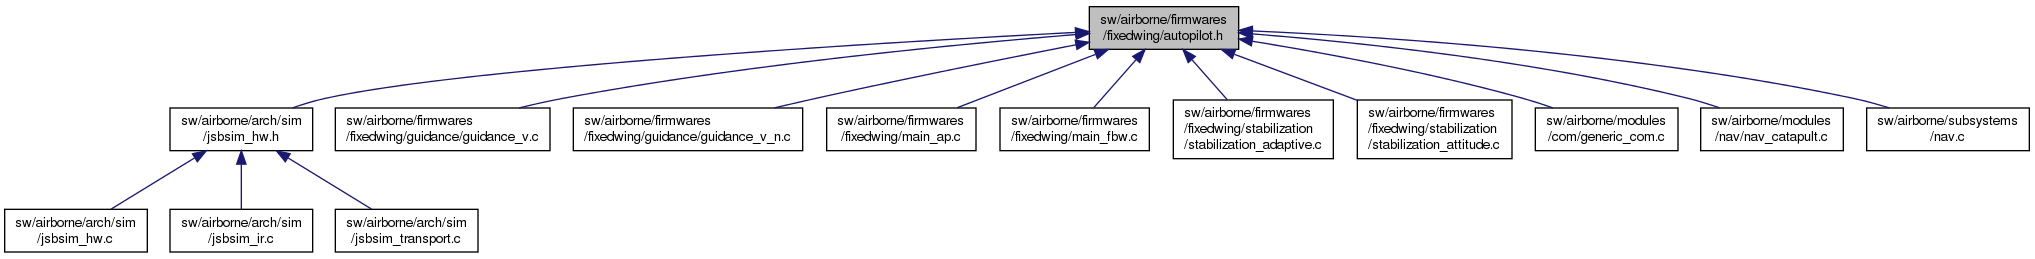 sw/airborne/firmwares
/fixedwing/autopilot.h
sw/airborne/arch/sim
/jsbsim_hw.h
sw/airborne/firmwares
/fixedwing/guidance/guidance_v.c
sw/airborne/firmwares
/fixedwing/guidance/guidance_v_n.c
sw/airborne/firmwares
/fixedwing/main_ap.c
sw/airborne/firmwares
/fixedwing/main_fbw.c
sw/airborne/firmwares
/fixedwing/stabilization
/stabilization_adaptive.c
sw/airborne/firmwares
/fixedwing/stabilization
/stabilization_attitude.c
sw/airborne/modules
/com/generic_com.c
sw/airborne/modules
/nav/nav_catapult.c
sw/airborne/subsystems
/nav.c
sw/airborne/arch/sim
/jsbsim_hw.c
sw/airborne/arch/sim
/jsbsim_ir.c
sw/airborne/arch/sim
/jsbsim_transport.c